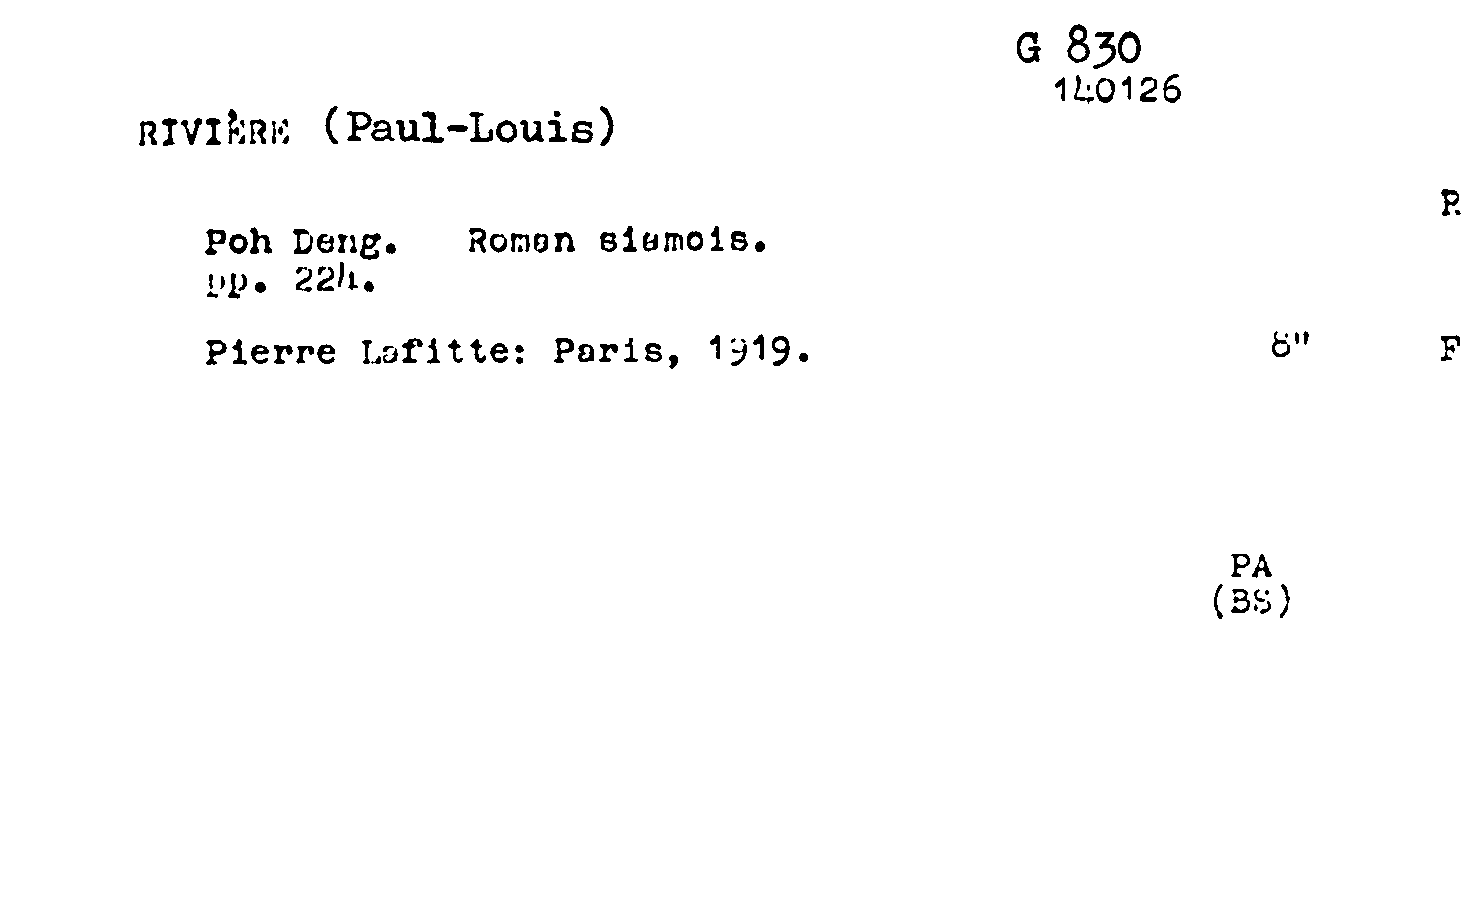 G 830
140126
RIVIÈRE (Paul-Louis)
R
Poh Deng. Roman siamois.
pp. 224.
Pierre Lafitte: Paris, 1919. 8" F
PA
(BS)